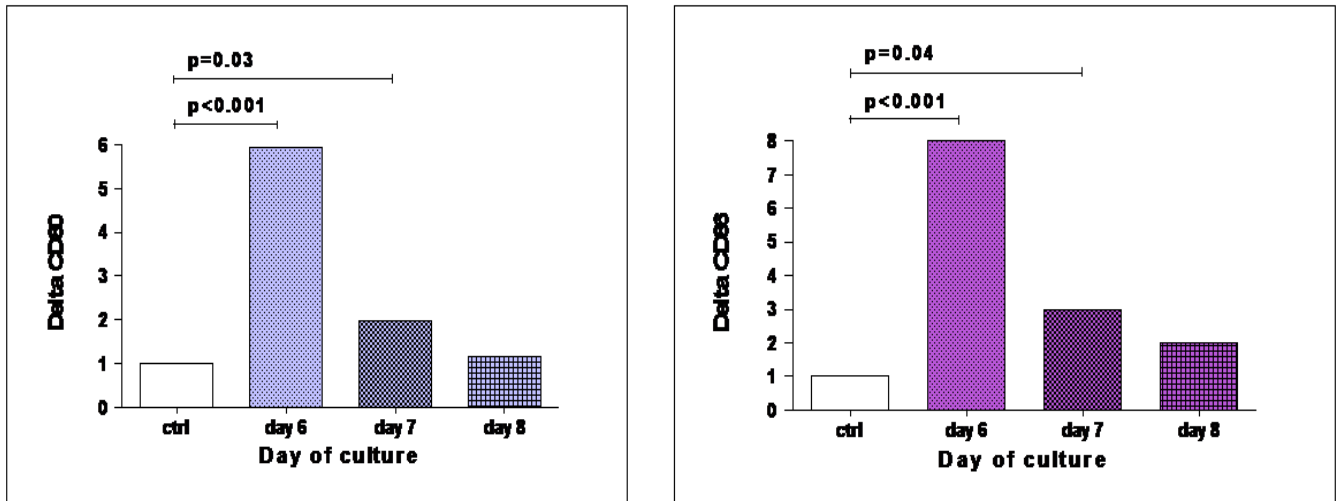 p=0.03
p<0.001
6
5
4
3
2
1
0
Delta CD80
ctrl
day 6
day 7
day 8
Day of culture
p=0.04
p<0.001
8
7
6
5
4
3
2
1
0
Delta CD86
ctrl
day 6
day 7
day 8
Day of culture